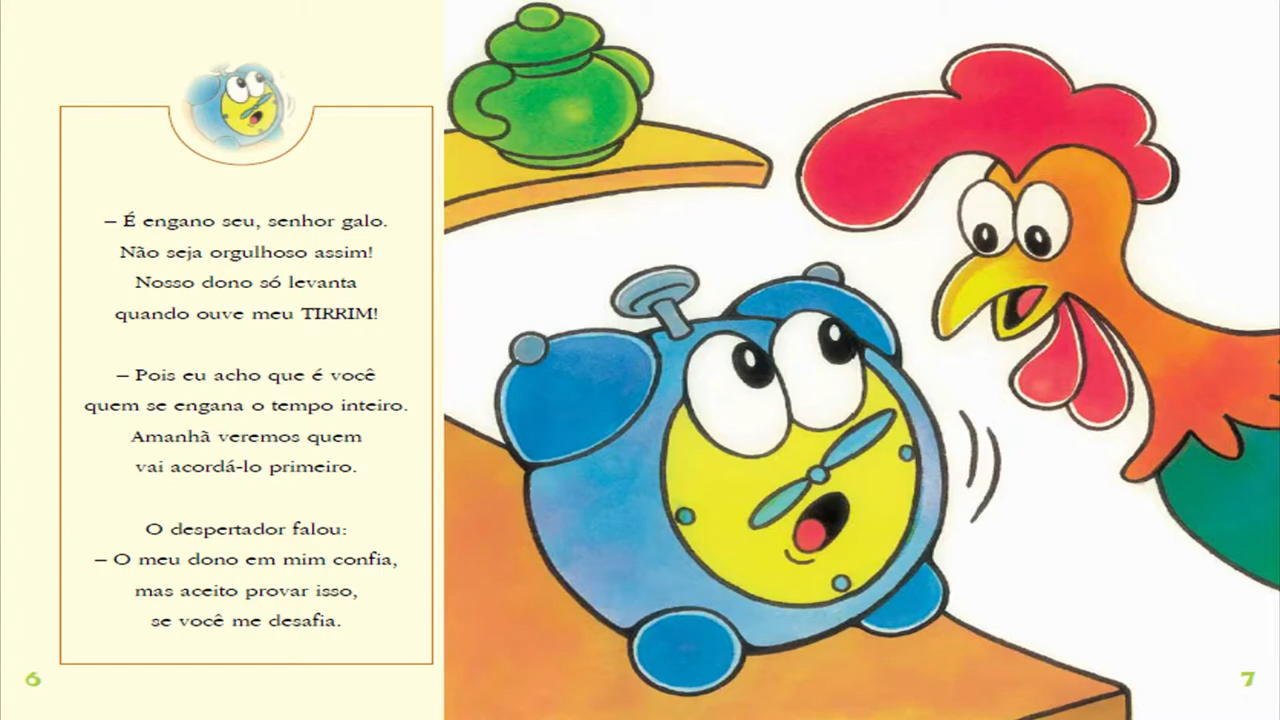 – É engano seu, senhor galo.
Não seja orgulhoso assim!
Nosso dono só levanta
quando ouve meu TIRRIM!
– Pois eu acho que é você
quem se engana o tempo inteiro.
Amanhã veremos quem
vai acordá-lo primeiro.
O despertador falou:
– O meu dono em mim confia,
mas aceito provar isso,
se você me desafia.
6
7